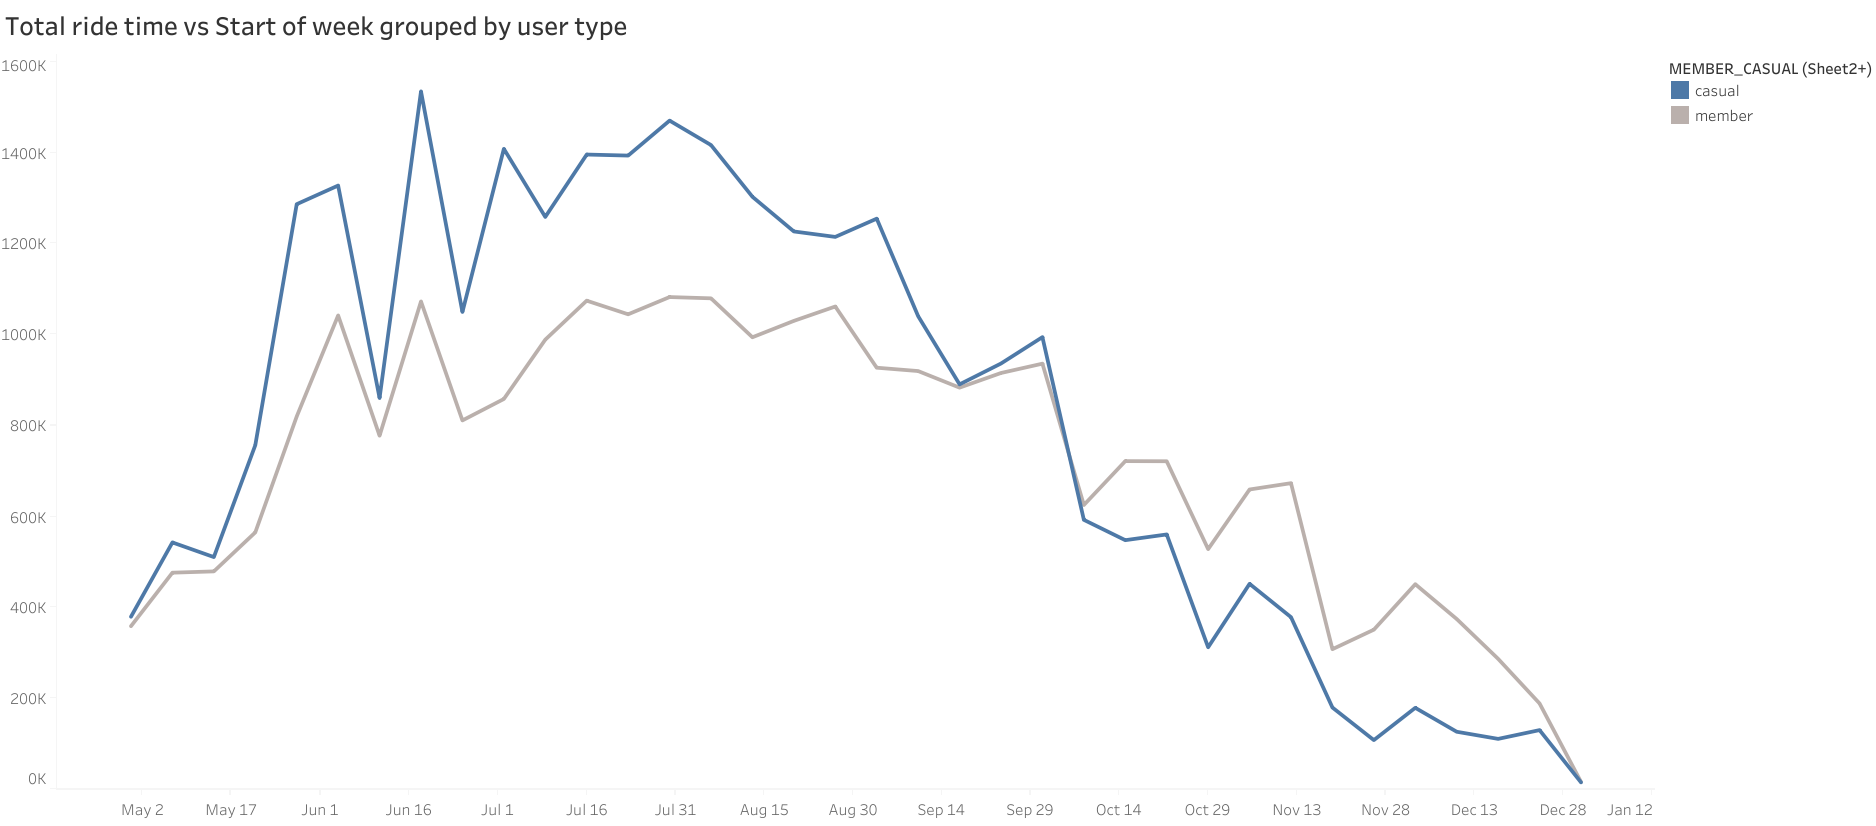 Total ride time vs Start of week grouped by user type
1600K
1400K
1200K
1000K
800K
600K
400K
200K
0K
May 2 May 17 Jun 1 Jun 16 Jul 1 Jul 16 Jul 31 Aug 15 Aug 30 Sep 14 Sep 29 Oct 14 Oct 29 Nov 13 Nov 28 Dec 13 Dec 28 Jan 12
MEMBER_CASUAL (Sheet2+)
casual
member